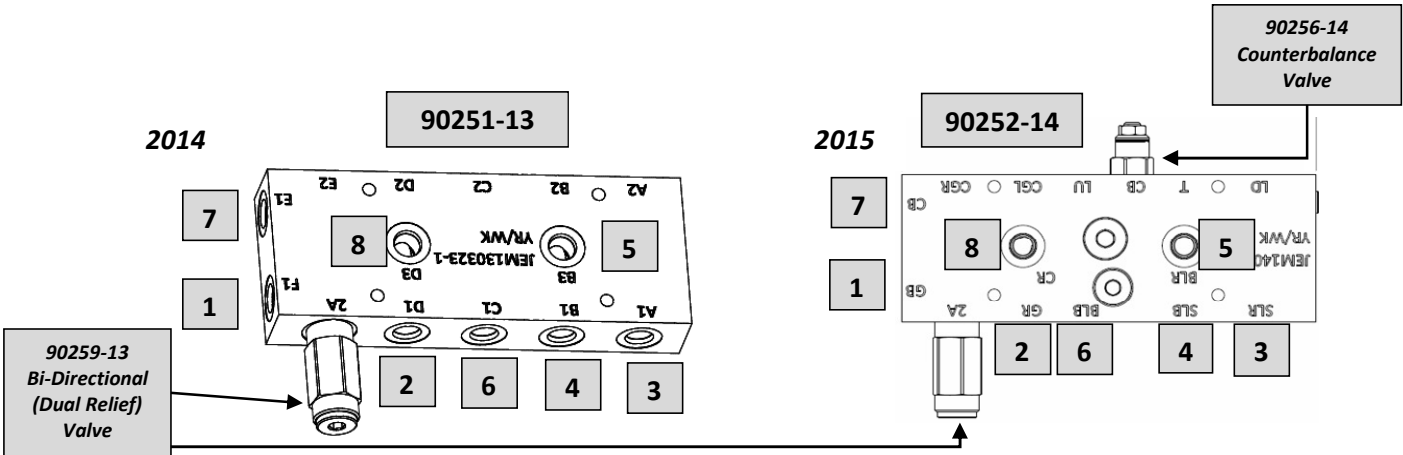 90256-14
Counterbalance
Valve
2014
90251-13
2015
90252-14
E1
E2
D2
C2
B2
A2
7
8
5
D3
JEM130323-1
YR/WK
B3
1
F1
2A
D1
C1
B1
A1
2
6
4
3
90259-13
Bi-Directional
(Dual Relief)
Valve
CGR
CGL
LU
CB
T
LD
7
CB
8
5
YR/WK
JEM140
CR
BLR
1
GB
2A
GR
BLB
SLB
SLR
2
6
4
3